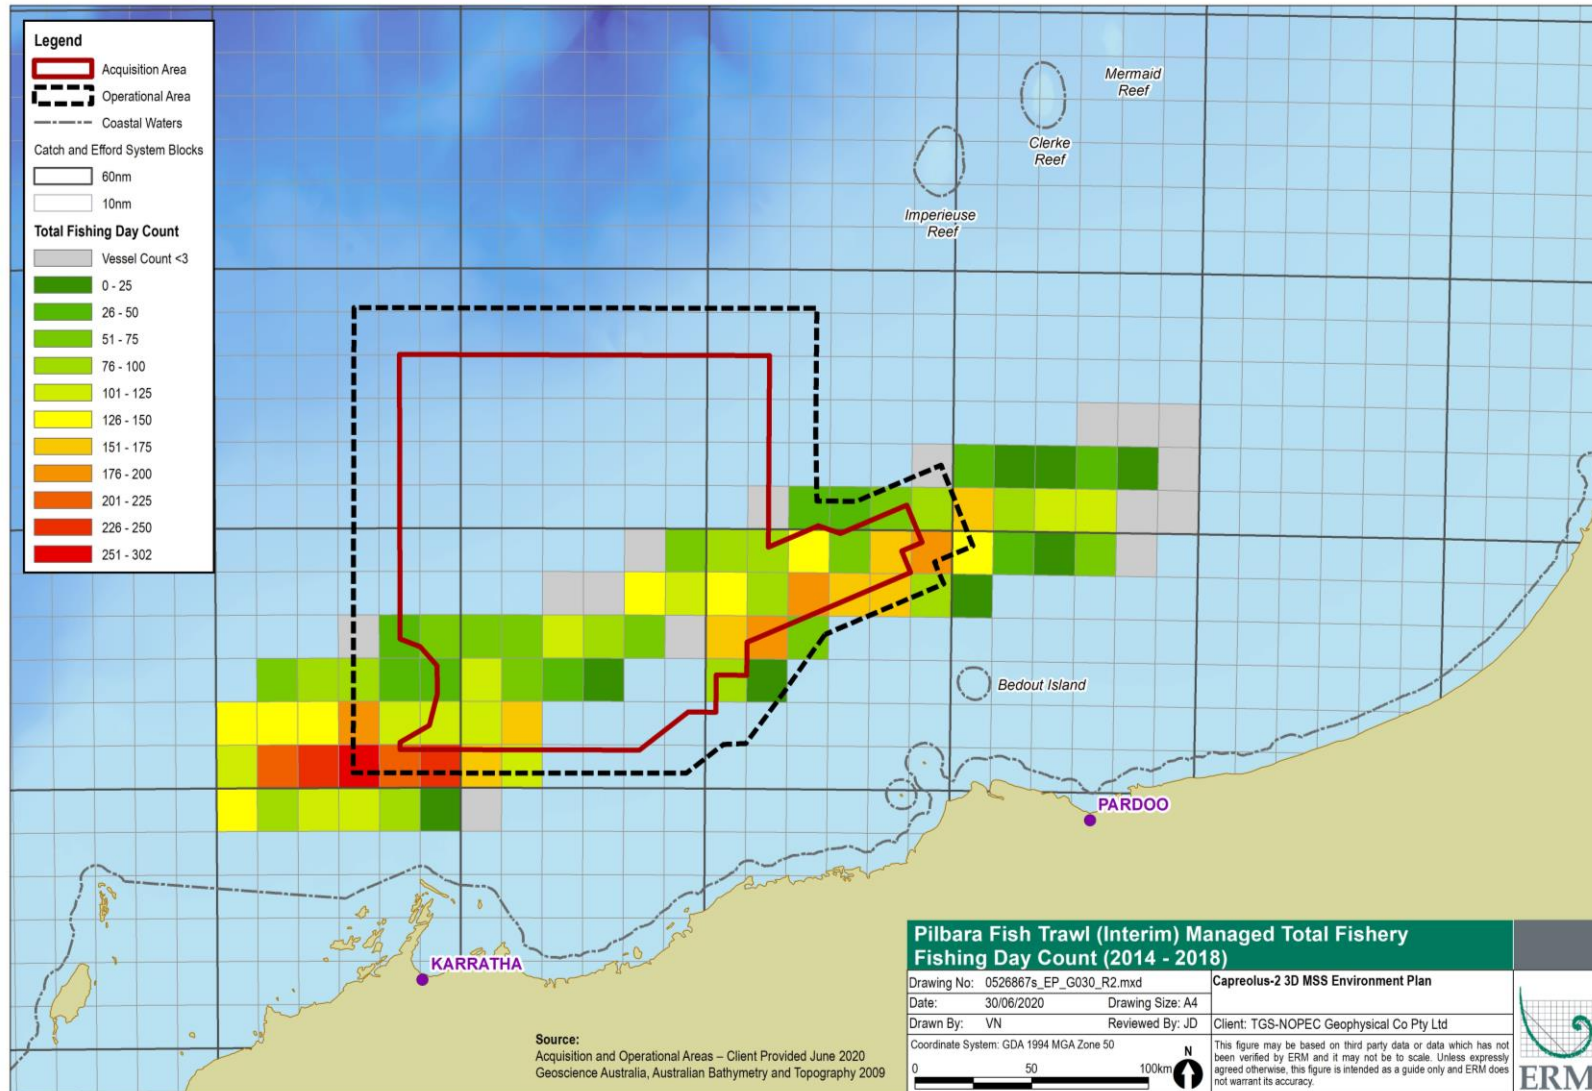 Legend
Acquisition Area
Operational Area
Coastal Waters
Catch and Efford System Blocks
60nm
10nm
Total Fishing Day Count
Vessel Count <3
0 - 25
26 - 50
51 - 75
76 - 100
101 - 125
126 - 150
151 - 175
176 - 200
201 - 225
226 - 250
251 - 302
Mermaid
Reef
Clerke
Reef
Imperieuse
Reef
Bedout Island
PARDOO
KARRATHA
Source:
Acquisition and Operational Areas – Client Provided June 2020
Geoscience Australia, Australian Bathymetry and Topography 2009
Pilbara Fish Trawl (Interim) Managed Total Fishery
Fishing Day Count (2014 - 2018)
Drawing No: 0526867s_EP_G030_R2.mxd
Date: 30/06/2020 Drawing Size: A4
Drawn By: VN Reviewed By: JD
Coordinate System: GDA 1994 MGA Zone 50
0 50 100km
N
Capreolus-2 3D MSS Environment Plan
Client: TGS-NOPEC Geophysical Co Pty Ltd
This figure may be based on third party data or data which has not
been verified by ERM and it may not be to scale. Unless expressly
agreed otherwise, this figure is intended as a guide only and ERM does
not warrant its accuracy.
ERM